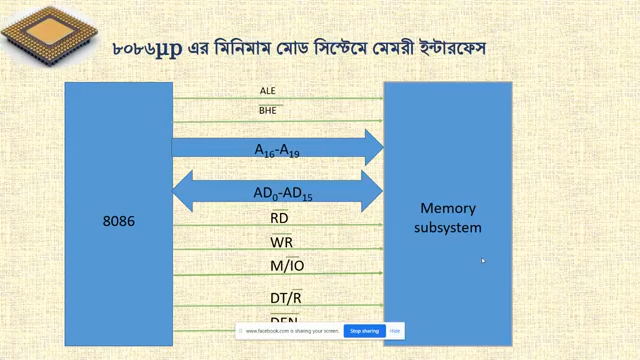 ৮০৮৬µp এর মিনিমাম মোড সিস্টেমে মেমরী ইন্টারফেস
ALE
BHE
A16-A19
AD0-AD15
8086
Memory
subsystem
RD
WR
M/IO
DT/R
DEN
www.facebook.com is sharing your screen.
Stop sharing
Hide